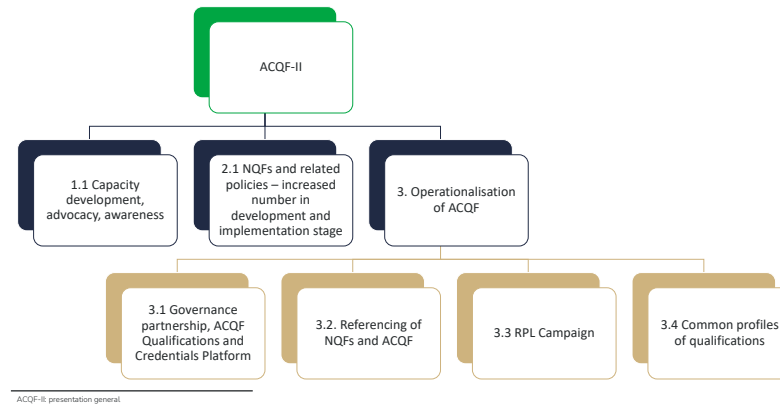 ACQF-II
1.1 Capacity
development,
advocacy, awareness
2.1 NQFs and related
policies – increased
number in
development and
implementation stage
3. Operationalisation
of ACQF
3.1 Governance
partnership, ACQF
Qualifications and
Credentials Platform
3.2. Referencing of
NQFs and ACQF
3.3 RPL Campaign
3.4 Common profiles
of qualifications
ACQF-II: presentation general